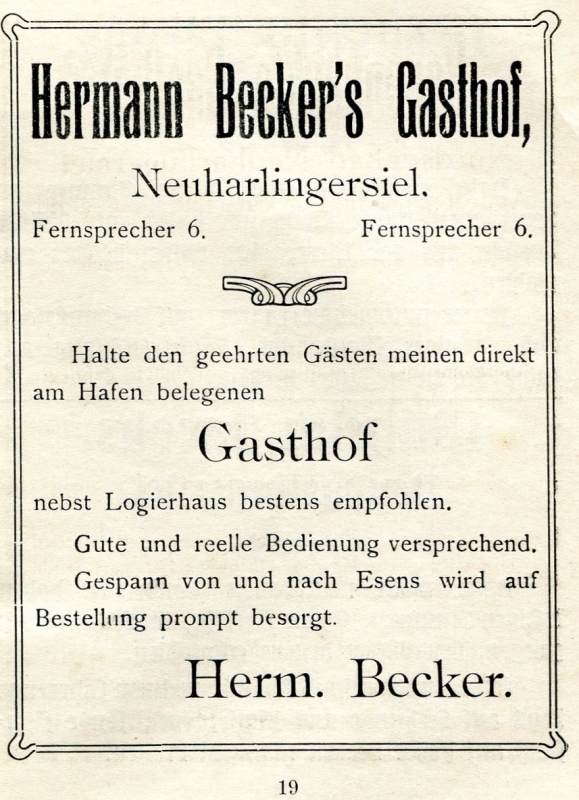 Hermann Becker's Gasthof,
Neuharlingersiel.
Fernsprecher 6. Fernsprecher 6.
Halte den geehrten Gästen meinen direkt
am Hafen belegenen
Gasthof
nebst Logierhaus bestens empfohlen.
Gute und reelle Bedienung versprechend.
Gespann von und nach Esens wird auf
Bestellung prompt besorgt.
Herm. Becker.
19